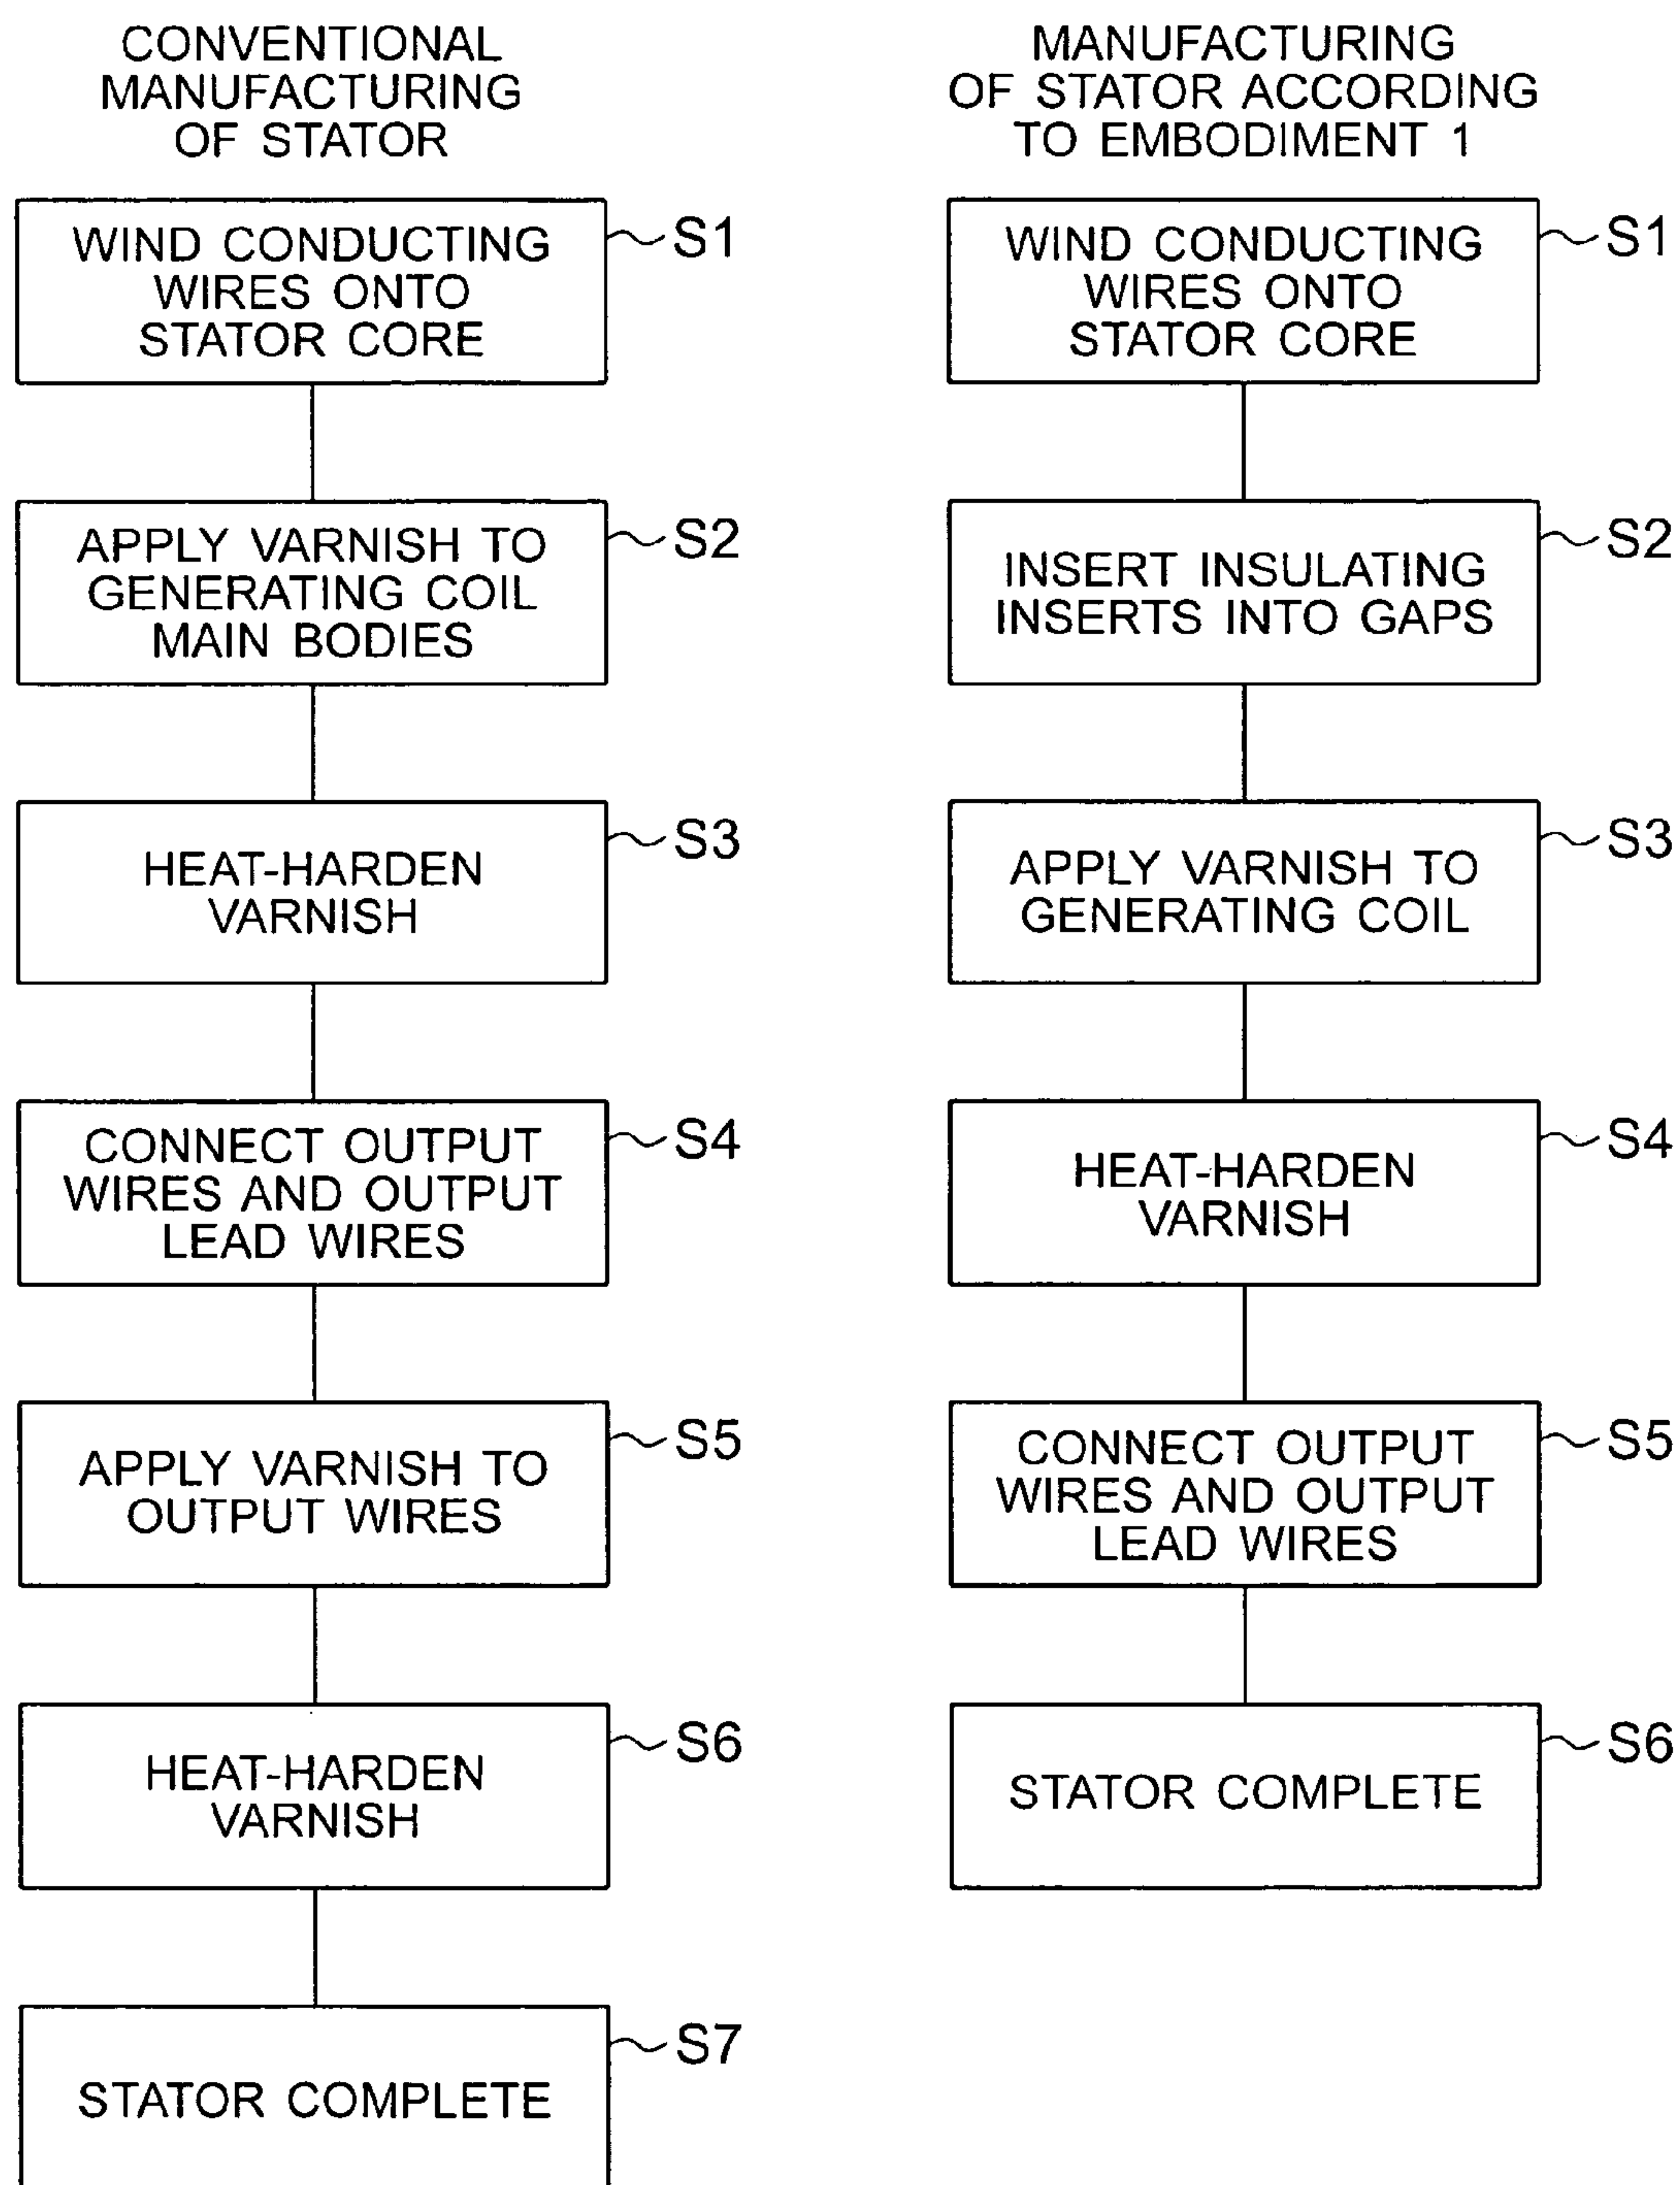 CONVENTIONAL
MANUFACTURING
OF STATOR
WIND CONDUCTING
WIRES ONTO
STATOR CORE
S1
APPLY VARNISH TO
GENERATING COIL
MAIN BODIES
S2
HEAT-HARDEN
VARNISH
S3
CONNECT OUTPUT
WIRES AND OUTPUT
LEAD WIRES
S4
APPLY VARNISH TO
OUTPUT WIRES
S5
HEAT-HARDEN
VARNISH
S6
STATOR COMPLETE
S7
MANUFACTURING
OF STATOR ACCORDING
TO EMBODIMENT 1
WIND CONDUCTING
WIRES ONTO
STATOR CORE
S1
INSERT INSULATING
INSERTS INTO GAPS
S2
APPLY VARNISH TO
GENERATING COIL
S3
HEAT-HARDEN
VARNISH
S4
CONNECT OUTPUT
WIRES AND OUTPUT
LEAD WIRES
S5
STATOR COMPLETE
S6